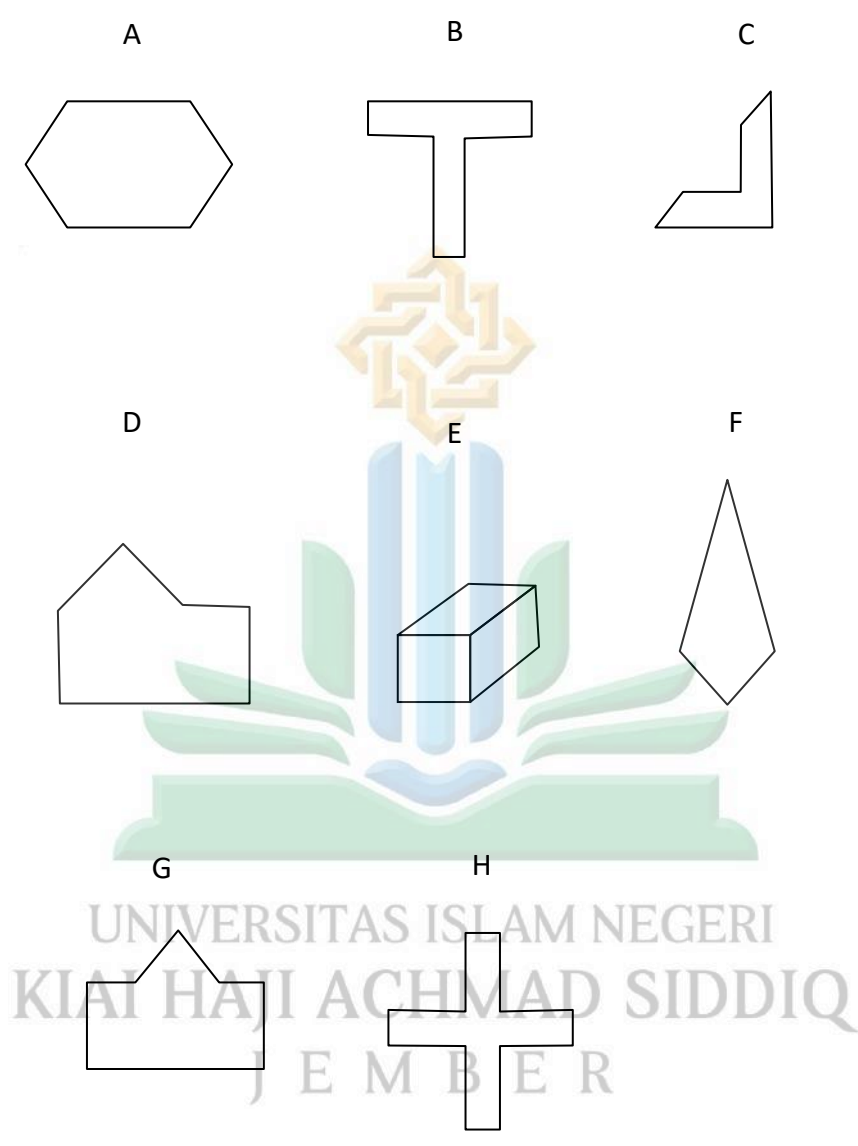 A
B
C
D
E
F
G
H
UNIVERSITAS ISLAM NEGERI
KIAI HAJI ACHMAD SIDDIQ
J E M B E R